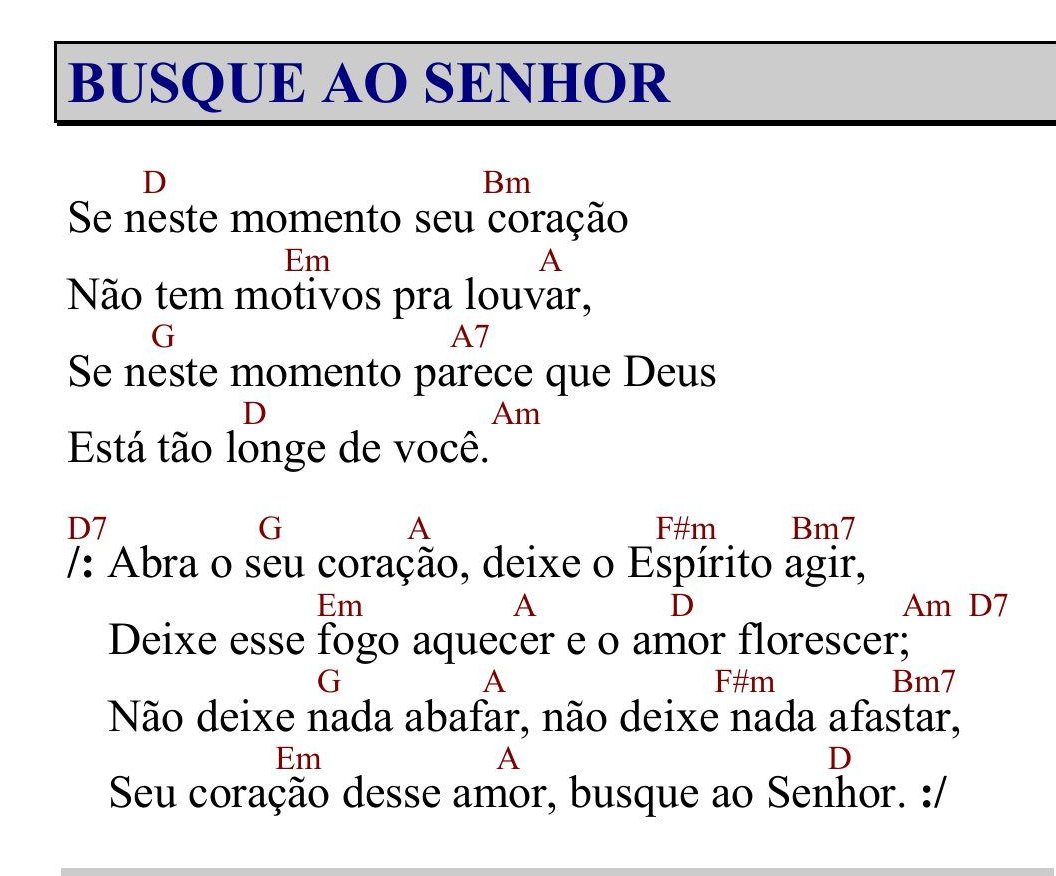 BUSQUE AO SENHOR
D Bm
Se neste momento seu coração
Em A
Não tem motivos pra louvar,
G A7
Se neste momento parece que Deus
D Am
Está tão longe de você.
D7 G A F#m Bm7
/: Abra o seu coração, deixe o Espírito agir,
Em A D Am D7
Deixe esse fogo aquecer e o amor florescer;
G A F#m Bm7
Não deixe nada abafar, não deixe nada afastar,
Em A D
Seu coração desse amor, busque ao Senhor. :/